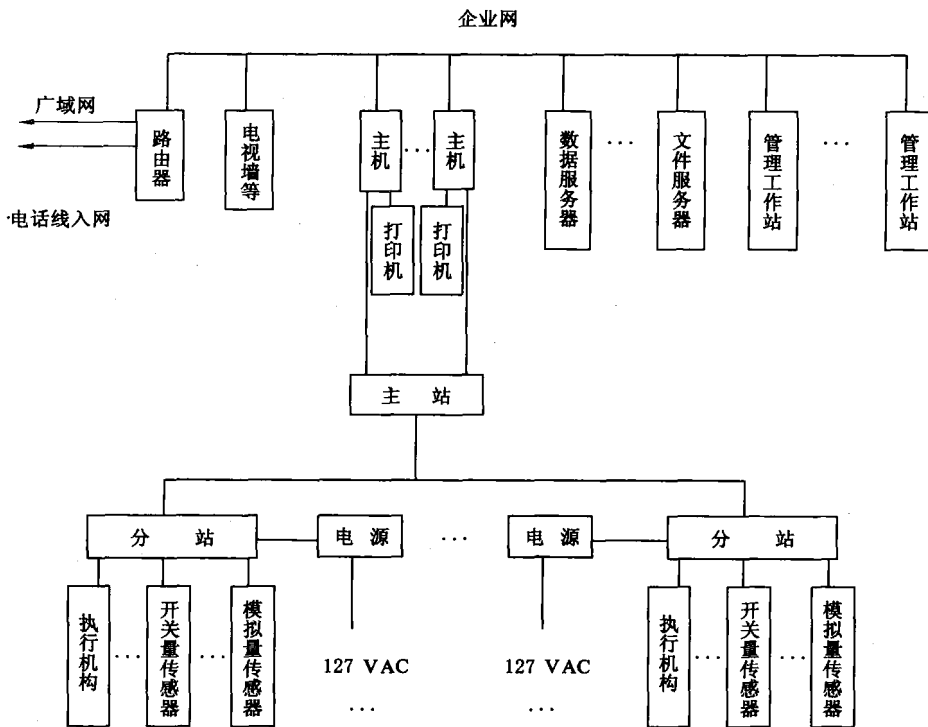 企业网
广域网
电话线入网
路由器
电视墙等
主机
···
主机
数据服务器
···
文件服务器
管理工作站
···
管理工作站
打印机
打印机
主 站
分 站
电 源
···
电 源
分 站
执行机构
···
开关量传感器
···
模拟量传感器
127 VAC
···
127 VAC
···
执行机构
···
开关量传感器
···
模拟量传感器